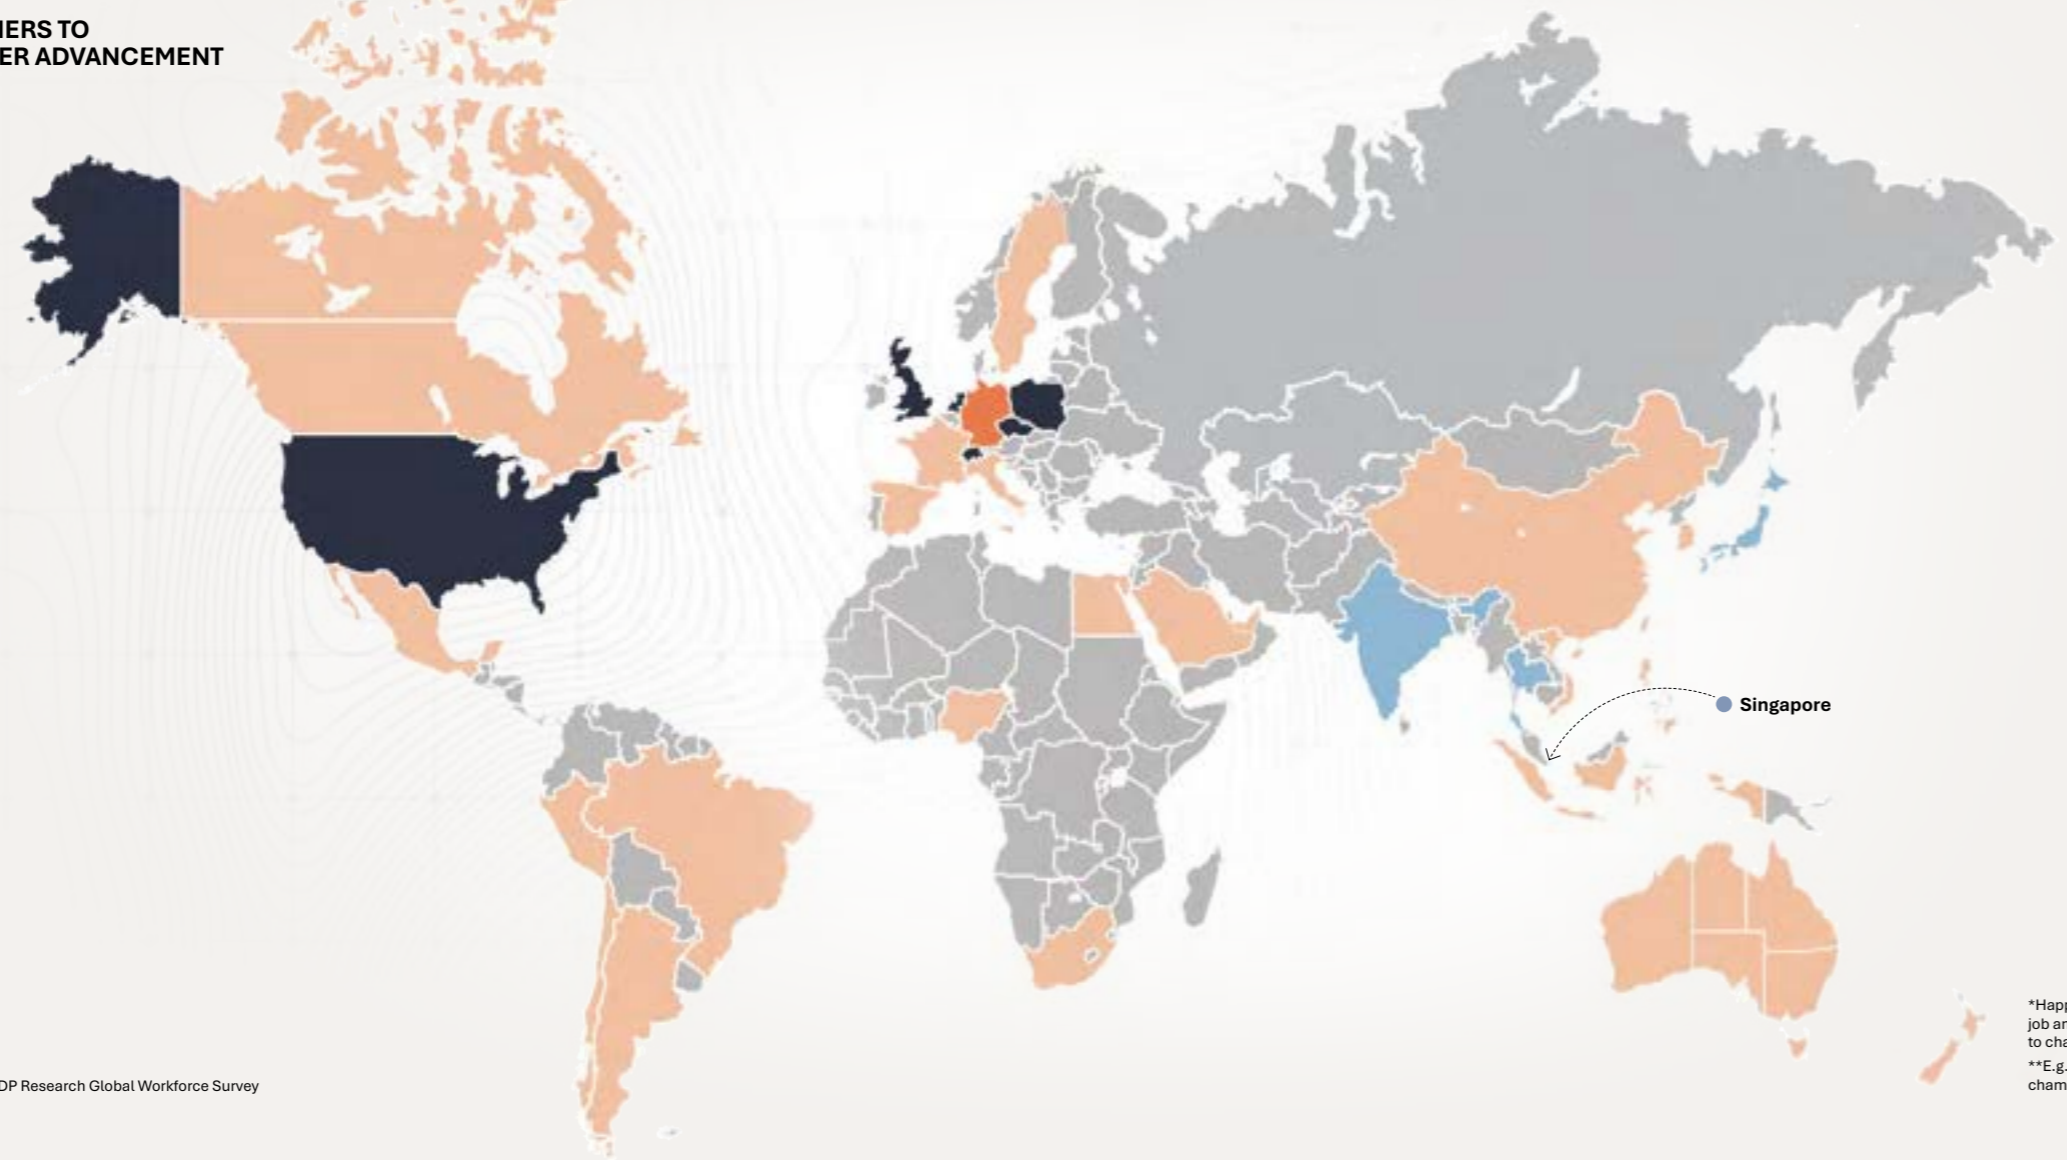 IERS TO
ER ADVANCEMENT
Singapore
*Happ
job ar
to cha
**E.g.
cham
DP Research Global Workforce Survey